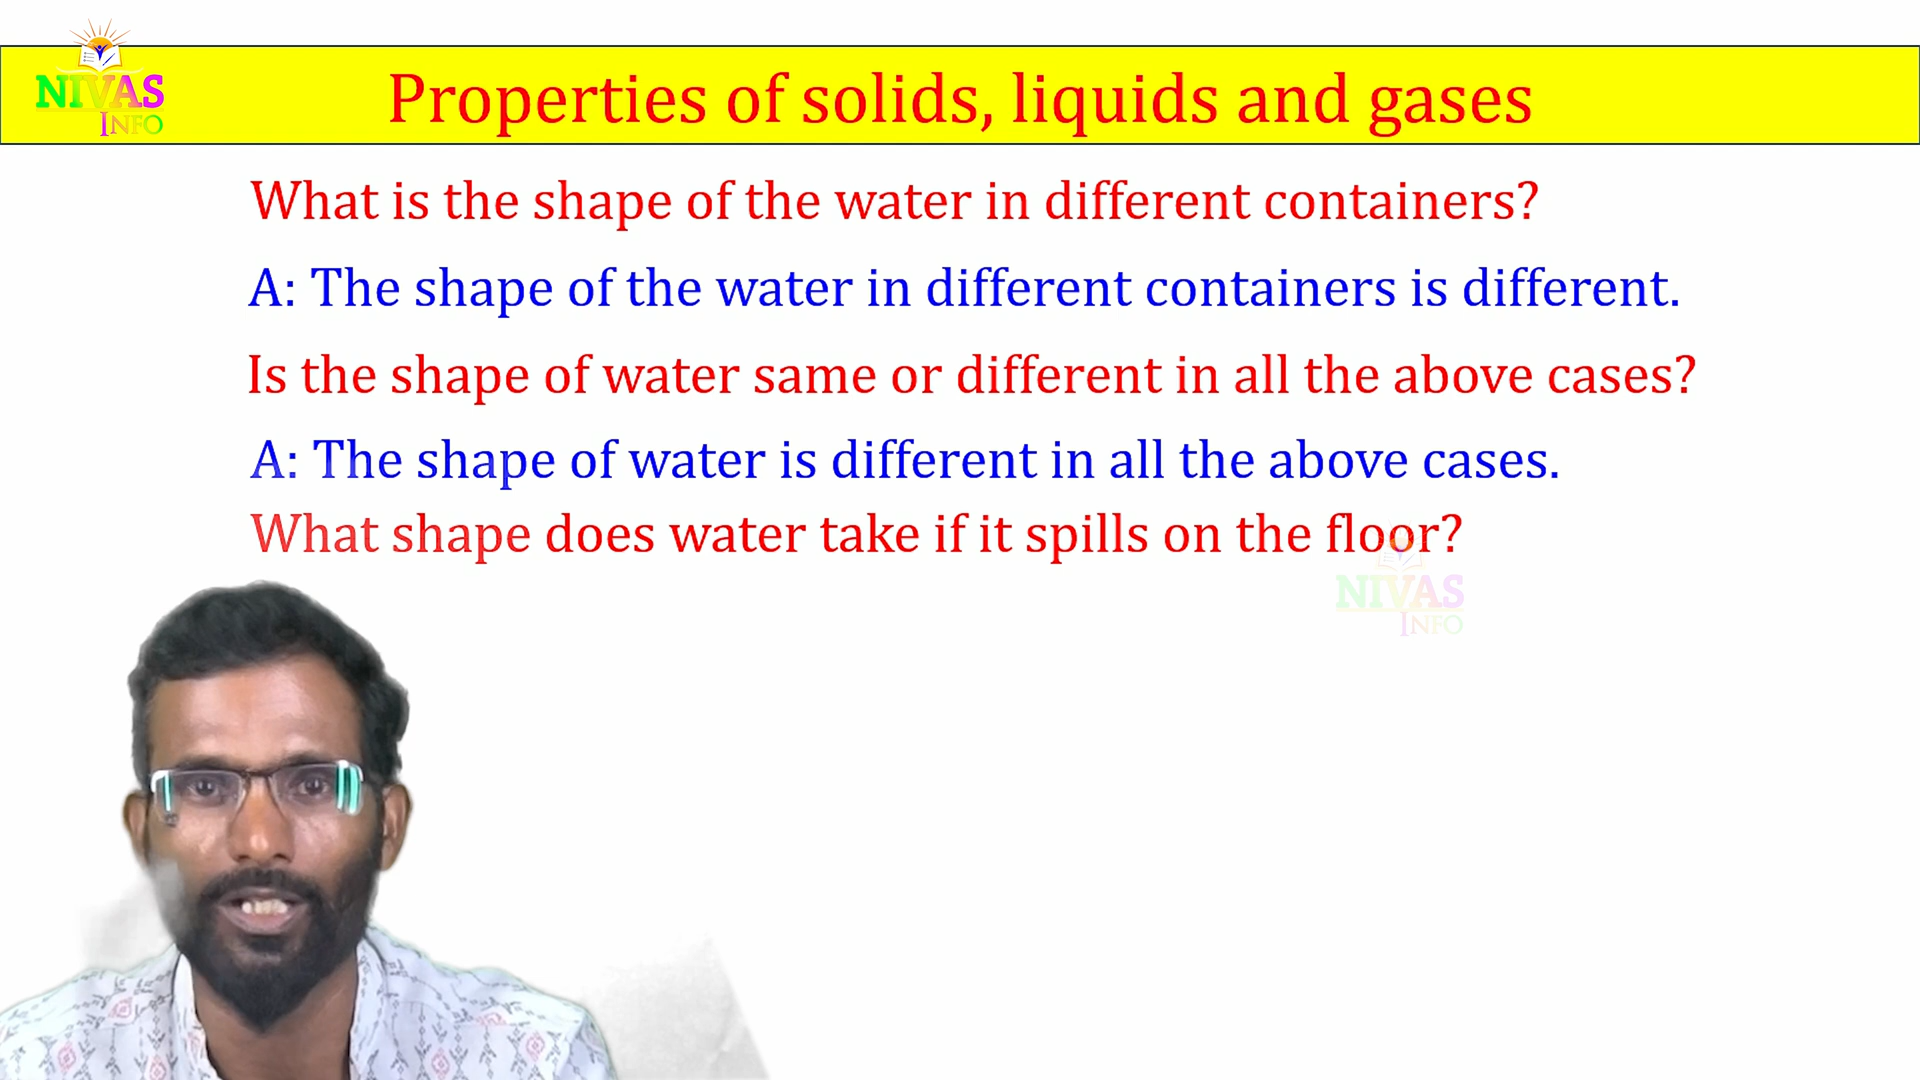 NIVAS
INFO
Properties of solids, liquids and gases
What is the shape of the water in different containers?
A: The shape of the water in different containers is different.
Is the shape of water same or different in all the above cases?
A: The shape of water is different in all the above cases.
What shape does water take if it spills on the floor?
NIVAS
INFO